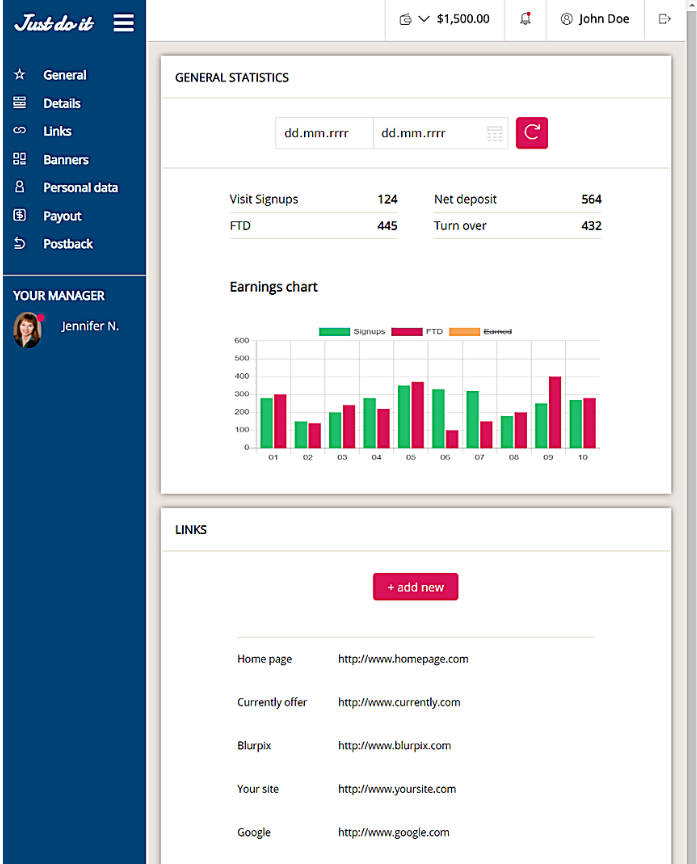 Just do it
$1,500.00
John Doe
General
Details
Links
Banners
Personal data
Payout
Postback
YOUR MANAGER
Jennifer N.
GENERAL STATISTICS
dd.mm.rrrr dd.mm.rrrr
Visit Signups 124 Net deposit 564
FTD 445 Turn over 432
Earnings chart
Signups FTD Earned
600
500
400
300
200
100
0
01 02 03 04 05 06 07 08 09 10
LINKS
+ add new
Home page http://www.homepage.com
Currently offer http://www.currently.com
Blurpix http://www.blurpix.com
Your site http://www.yoursite.com
Google http://www.google.com